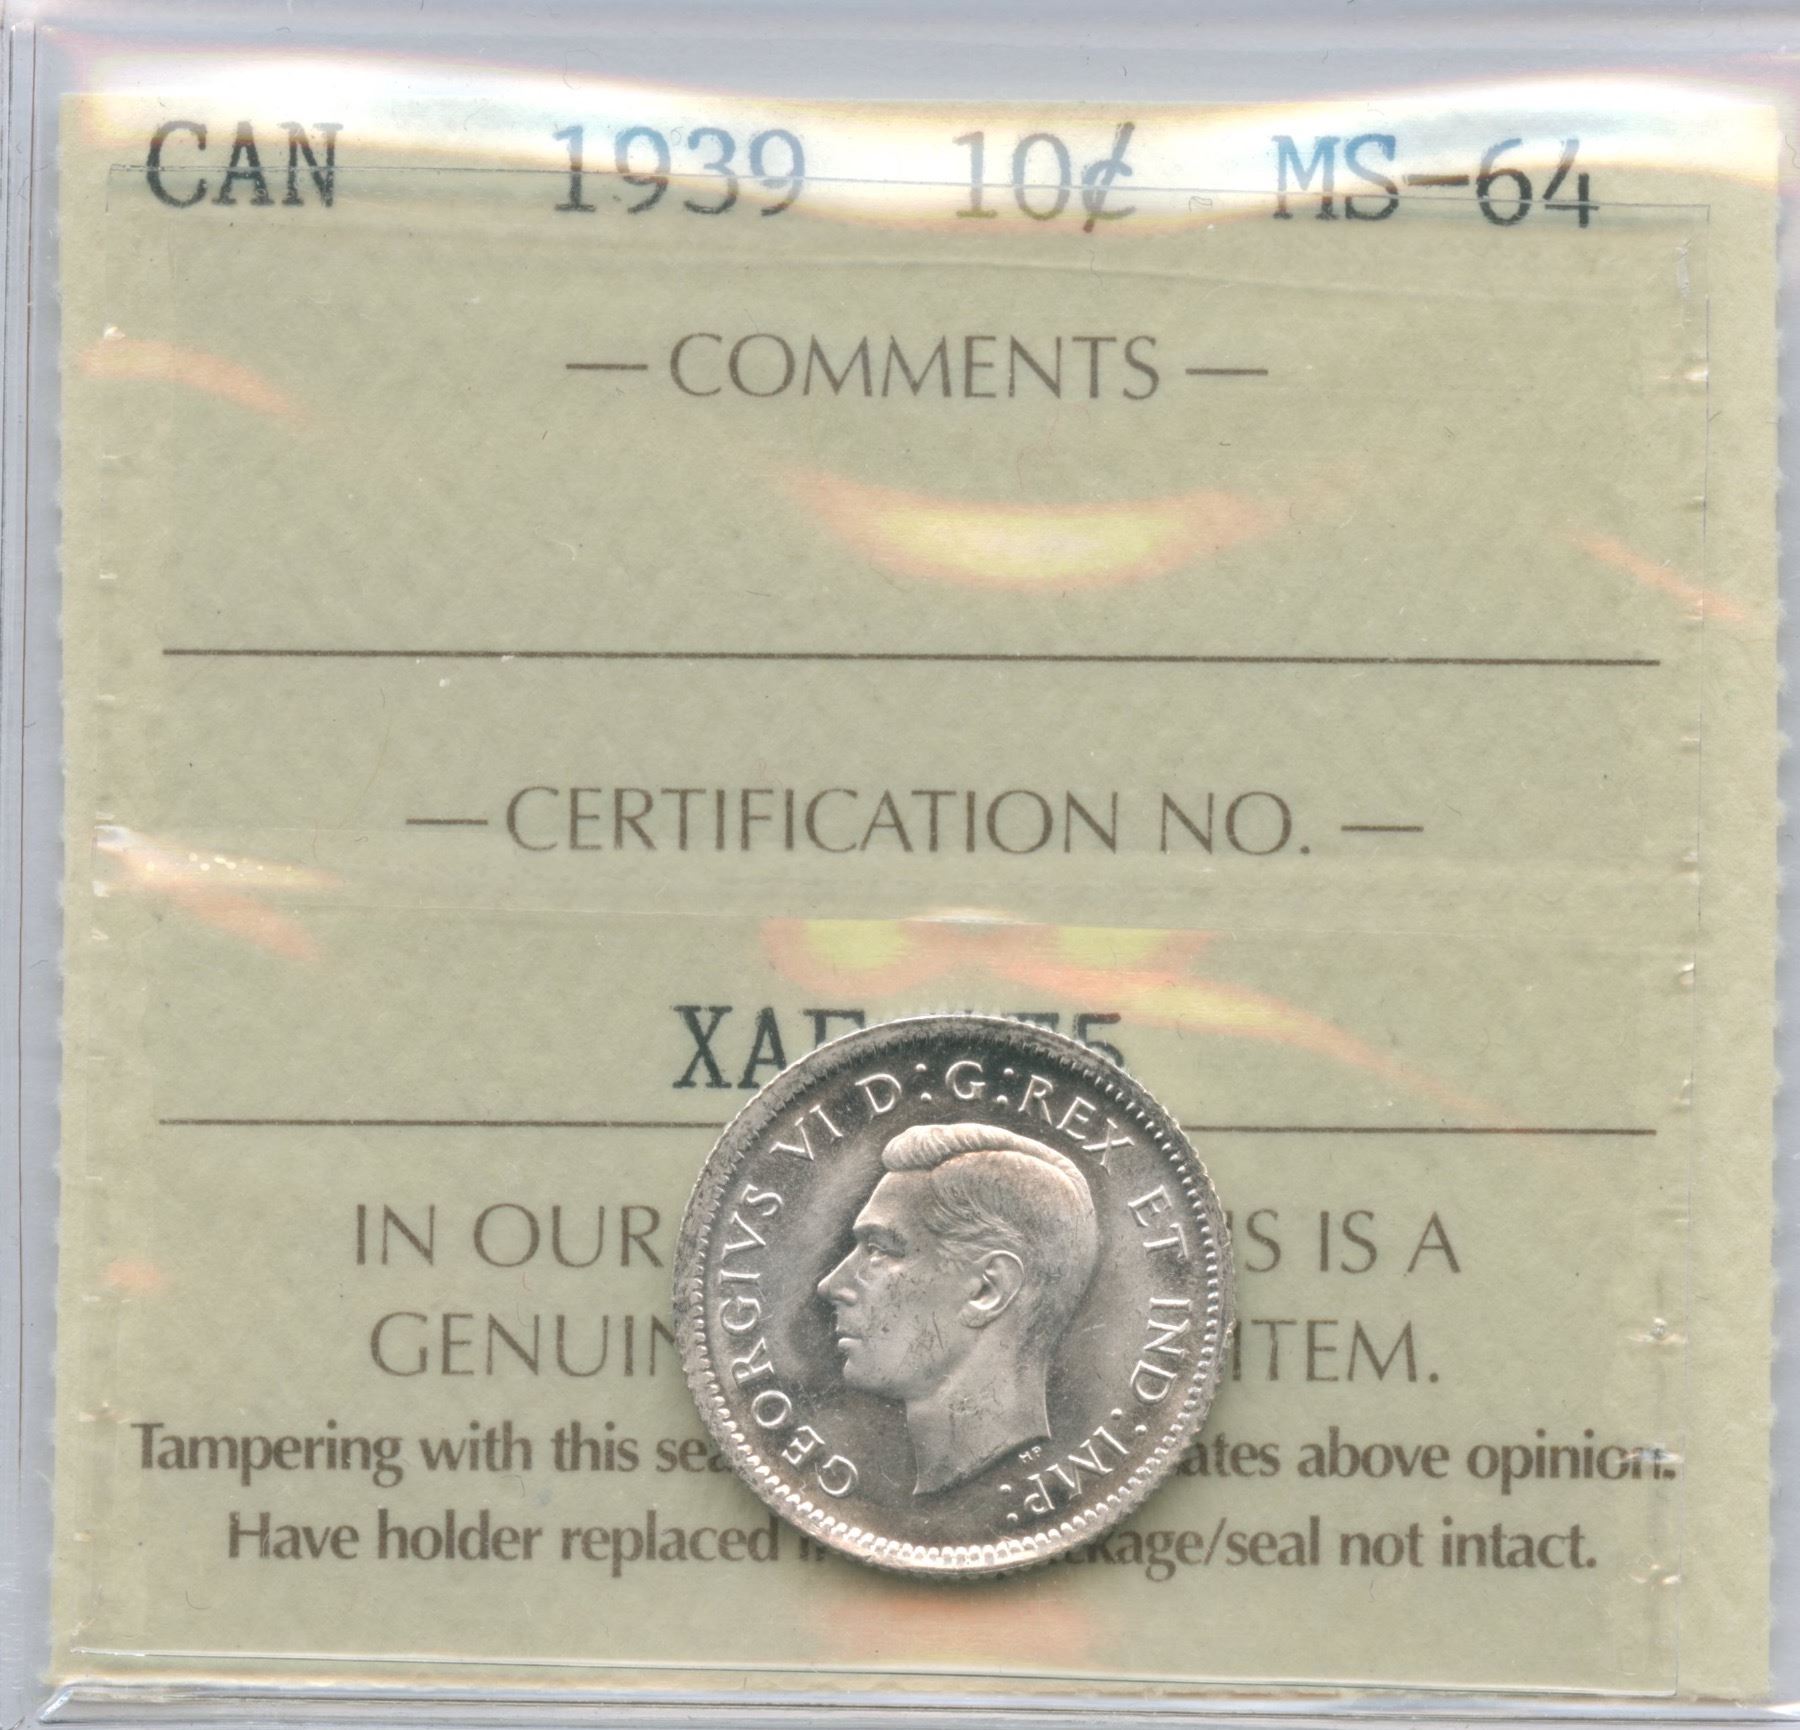 CAN 1939 10¢ MS-64
— COMMENTS —
— CERTIFICATION NO. —
IN OUR IS A
GENUIN ITEM.
Tampering with this sea ates above opinion.
Have holder replaced kage/seal not intact.
GEORGIVS VI D:G:REX ET IND:IMP:
HP